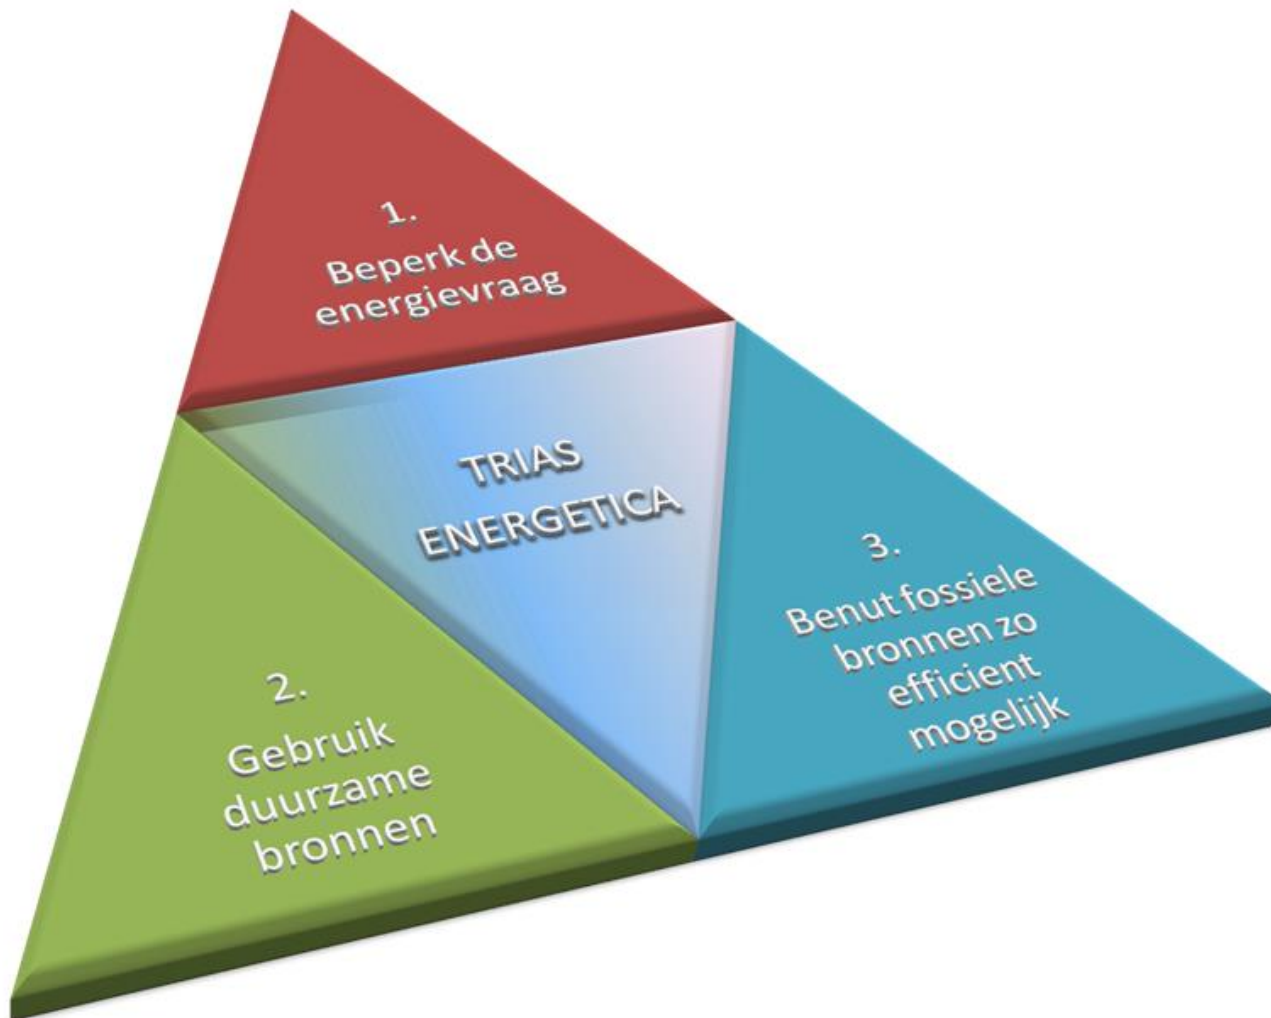 1.
Beperk de
energievraag
TRIAS
ENERGETICA
2.
Gebruik
duurzame
bronnen
3.
Benut fossiele
bronnen zo
efficient
mogelijk